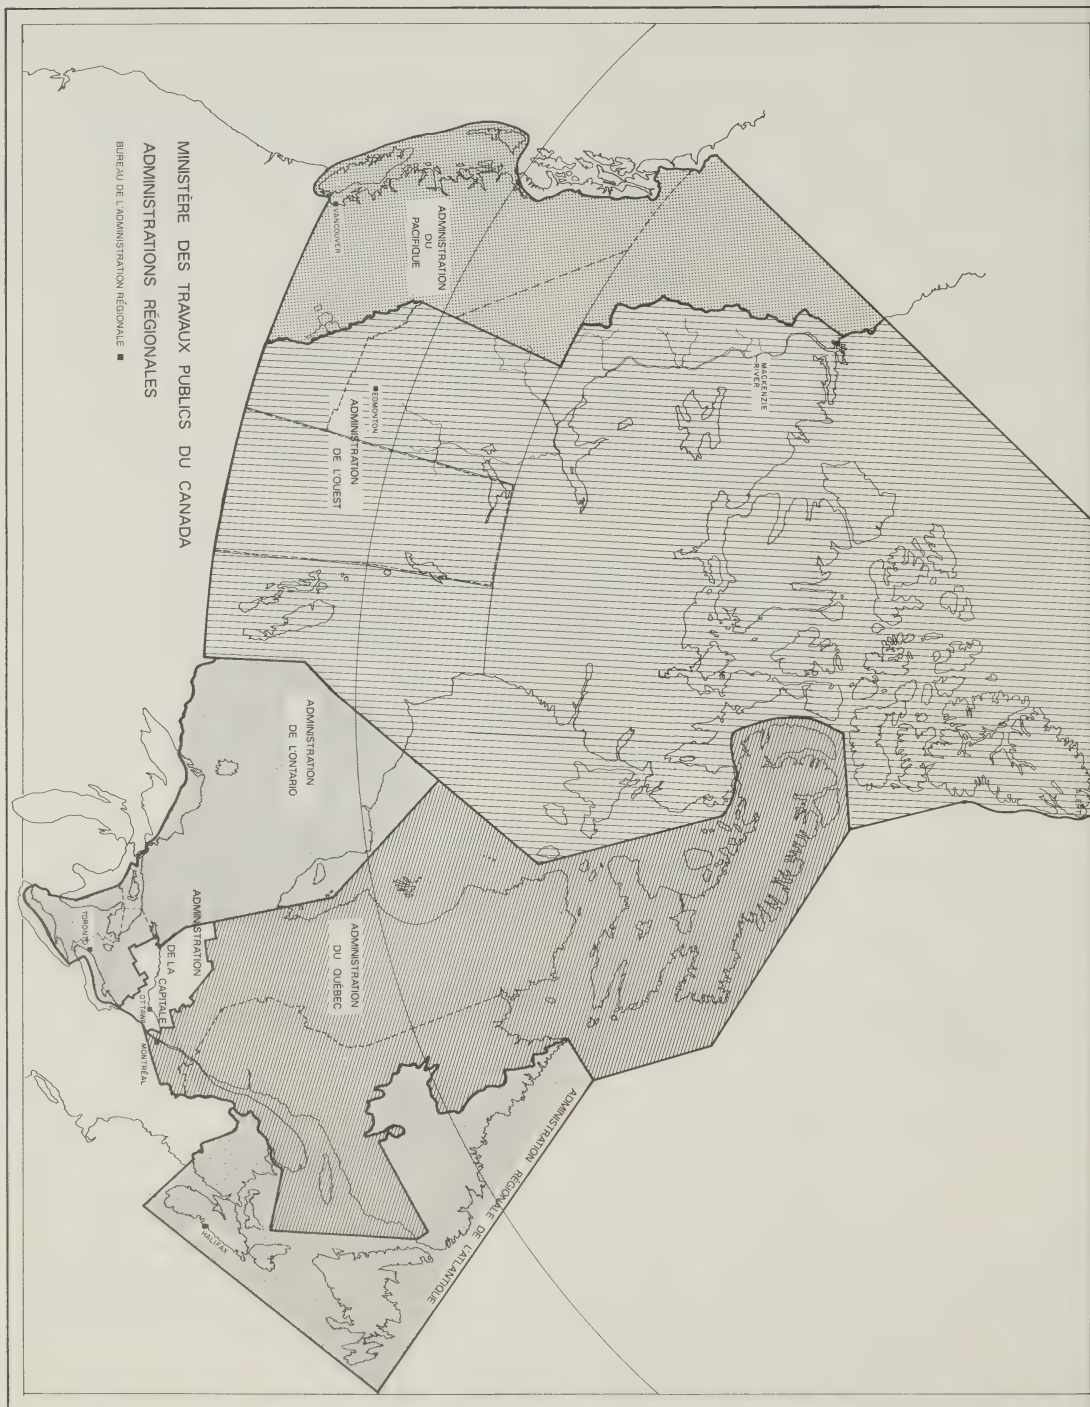 MINISTÈRE DES TRAVAUX PUBLICS DU CANADA
ADMINISTRATIONS RÉGIONALES
BUREAU DE L'ADMINISTRATION RÉGIONALE ■
ADMINISTRATION
DU
PACIFIQUE
VANCOUVER
MACKENZIE
RIVER
EDMONTON
ADMINISTRATION
DE L'OUEST
ADMINISTRATION
DE L'ONTARIO
ADMINISTRATION
DU QUÉBEC
ADMINISTRATION
DE LA
CAPITALE
OTTAWA
TORONTO
MONTRÉAL
ADMINISTRATION RÉGIONALE DE L'ATLANTIQUE
HALIFAX
ALERT